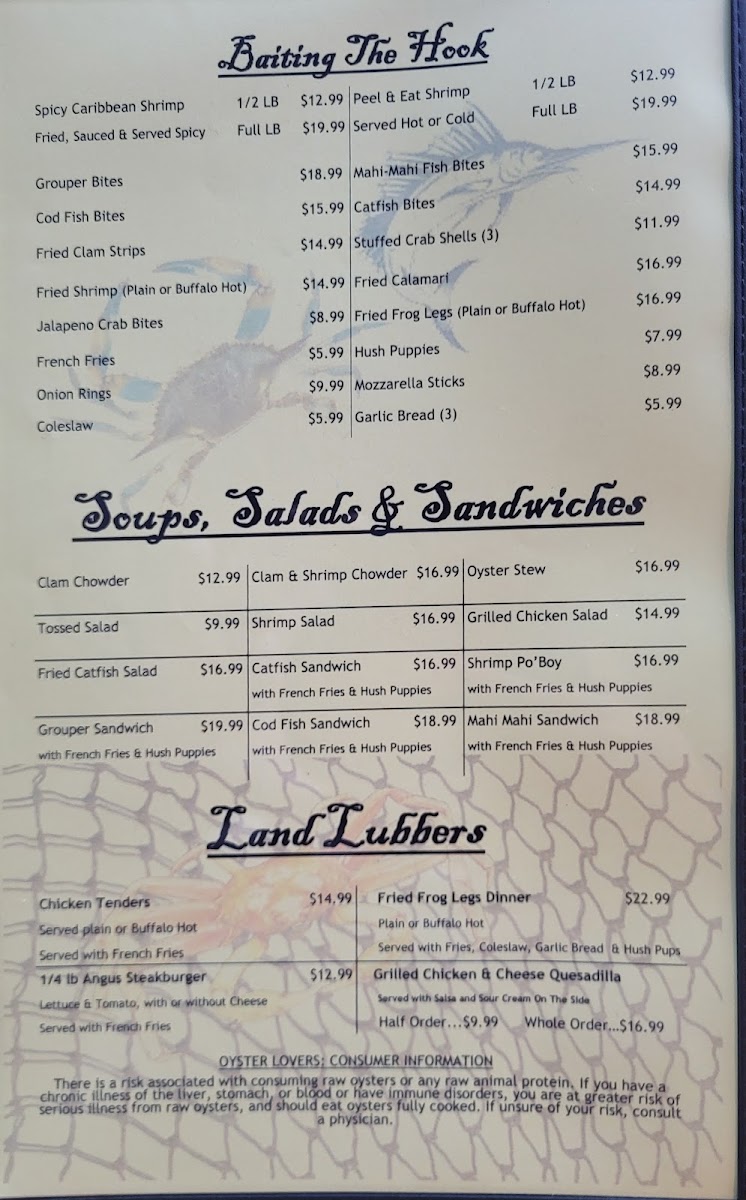 Baiting The Hook
Spicy Caribbean Shrimp 1/2 LB $12.99
Fried, Sauced & Served Spicy Full LB $19.99
Grouper Bites $18.99
Cod Fish Bites $15.99
Fried Clam Strips $14.99
Fried Shrimp (Plain or Buffalo Hot) $14.99
Jalapeno Crab Bites $8.99
French Fries $5.99
Onion Rings $9.99
Coleslaw $5.99
Peel & Eat Shrimp 1/2 LB $12.99
Served Hot or Cold Full LB $19.99
Mahi-Mahi Fish Bites $15.99
Catfish Bites $14.99
Stuffed Crab Shells (3) $11.99
Fried Calamari $16.99
Fried Frog Legs (Plain or Buffalo Hot) $16.99
Hush Puppies $7.99
Mozzarella Sticks $8.99
Garlic Bread (3) $5.99
Soups, Salads & Sandwiches
Clam Chowder $12.99 Clam & Shrimp Chowder $16.99 Oyster Stew $16.99
Tossed Salad $9.99 Shrimp Salad $16.99 Grilled Chicken Salad $14.99
Fried Catfish Salad $16.99 Catfish Sandwich $16.99 Shrimp Po'Boy $16.99
with French Fries & Hush Puppies with French Fries & Hush Puppies
Grouper Sandwich $19.99 Cod Fish Sandwich $18.99 Mahi Mahi Sandwich $18.99
with French Fries & Hush Puppies with French Fries & Hush Puppies with French Fries & Hush Puppies
Land Lubbers
Chicken Tenders $14.99
Served plain or Buffalo Hot
Served with French Fries
Fried Frog Legs Dinner $22.99
Plain or Buffalo Hot
Served with Fries, Coleslaw, Garlic Bread & Hush Pups
1/4 lb Angus Steakburger $12.99
Lettuce & Tomato, with or without Cheese
Served with French Fries
Grilled Chicken & Cheese Quesadilla
Served with Salsa and Sour Cream On The Side
Half Order...$9.99 Whole Order...$16.99
OYSTER LOVERS: CONSUMER INFORMATION
There is a risk associated with consuming raw oysters or any raw animal protein. If you have a
chronic illness of the liver, stomach, or blood or have immune disorders, you are at greater risk of
serious illness from raw oysters, and should eat oysters fully cooked. If unsure of your risk, consult
a physician.